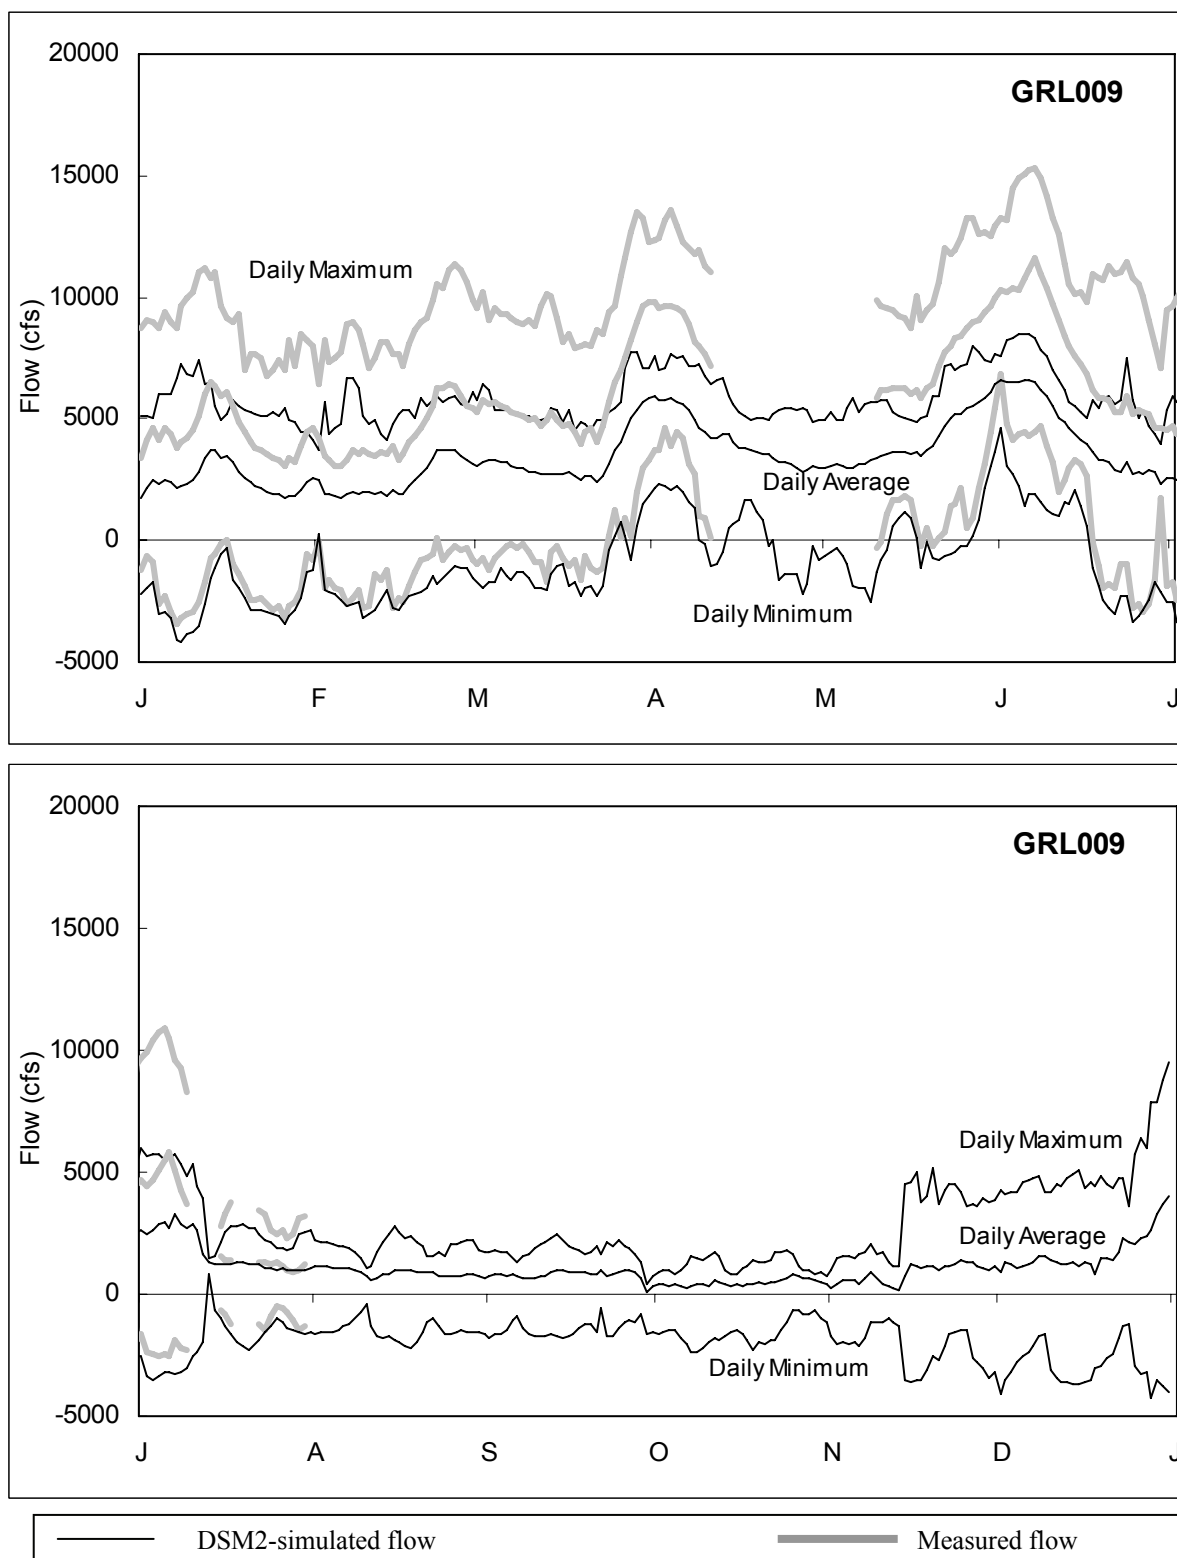 20000
GRL009
15000
Daily Maximum
10000
Flow (cfs)
5000
Daily Average
0
Daily Minimum
-5000
J F M A M J J
20000
GRL009
15000
10000
Flow (cfs)
Daily Maximum
5000
Daily Average
0
Daily Minimum
-5000
J A S O N D J
DSM2-simulated flow Measured flow